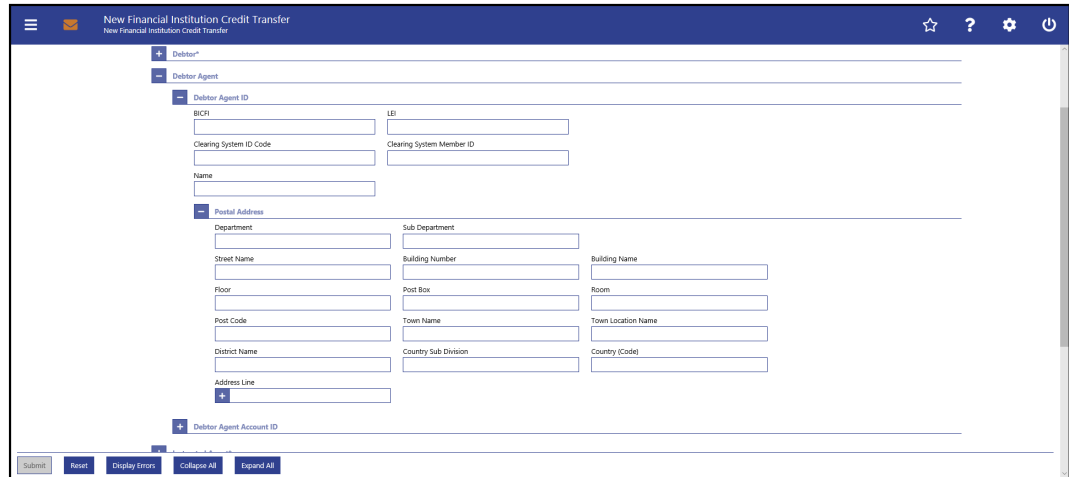 New Financial Institution Credit Transfer
New Financial Institution Credit Transfer
Debtor*
Debtor Agent
Debtor Agent ID
BICFI LEI
Clearing System ID Code Clearing System Member ID
Name
Postal Address
Department Sub Department
Street Name Building Number Building Name
Floor Post Box Room
Post Code Town Name Town Location Name
District Name Country Sub Division Country (Code)
Address Line
Debtor Agent Account ID
Submit Reset Display Errors Collapse All Expand All